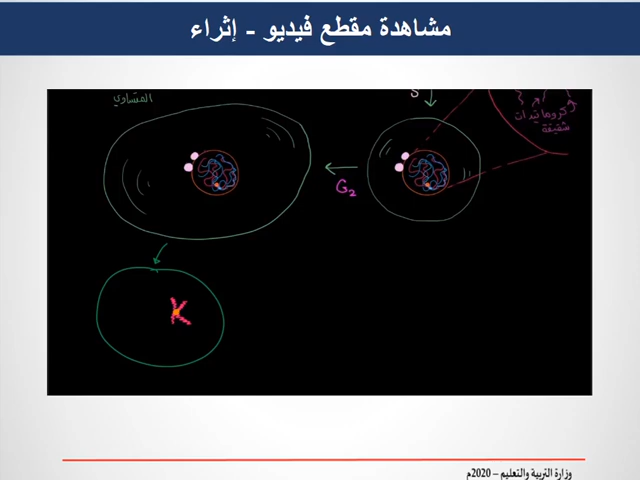 مشاهدة مقطع فيديو - إثراء
المتساوي
S
كروماتيدات
شقيقة
G₂
وزارة التربية والتعليم – 2020م